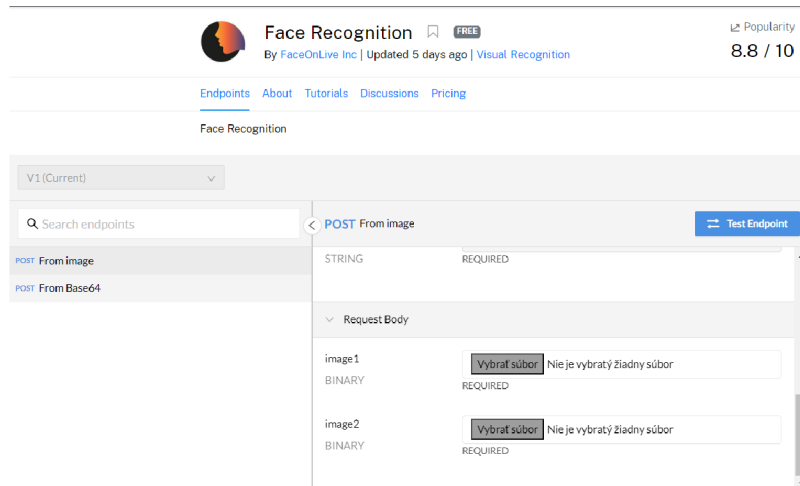 Face Recognition FREE
Popularity
By FaceOnLive Inc | Updated 5 days ago | Visual Recognition
8.8 / 10
Endpoints About Tutorials Discussions Pricing
Face Recognition
V1 (Current)
Search endpoints
POST From image
Test Endpoint
POST From image
POST From Base64
STRING
REQUIRED
Request Body
image1
BINARY
Vybrať súbor Nie je vybratý žiadny súbor
REQUIRED
image2
BINARY
Vybrať súbor Nie je vybratý žiadny súbor
REQUIRED